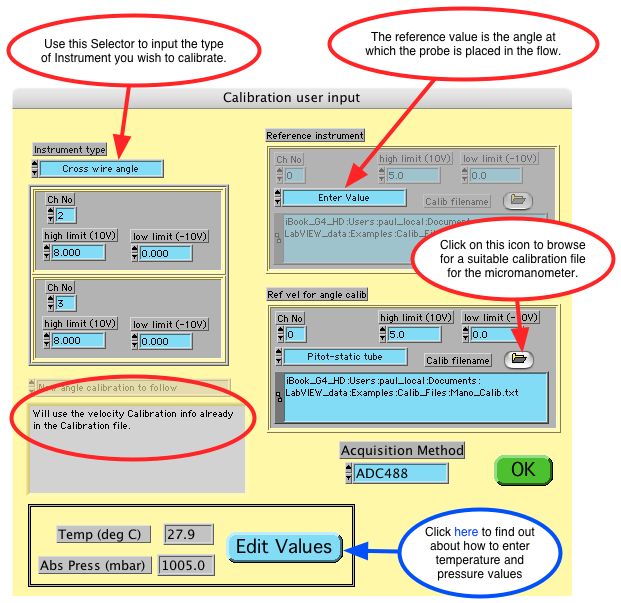 Use this Selector to input the type
of Instrument you wish to calibrate.
The reference value is the angle at
which the probe is placed in the flow.
Calibration user input
Instrument type
Cross wire angle
Ch No
2
high limit (10V) low limit (-10V)
8.000 0.000
Ch No
3
high limit (10V) low limit (-10V)
8.000 0.000
Reference instrument
Ch No high limit (10V) low limit (-10V)
0 5.0 0.0
Enter Value Calib filename
iBook_G4_HD:Users:paul_local:Documents
LabVIEW_data:Examples:Calib_Files
Click on this icon to browse
for a suitable calibration file
for the micromanometer.
Ref vel for angle calib
Ch No high limit (10V) low limit (-10V)
0 5.0 0.0
Pitot-static tube Calib filename
iBook_G4_HD:Users:paul_local:Documents:
LabVIEW_data:Examples:Calib_Files:Mano_Calib.txt
Now angle calibration to follow
Will use the velocity Calibration info already
in the Calibration file.
Acquisition Method
ADC488
OK
Temp (deg C) 27.9
Abs Press (mbar) 1005.0
Edit Values
Click here to find out
about how to enter
temperature and
pressure values